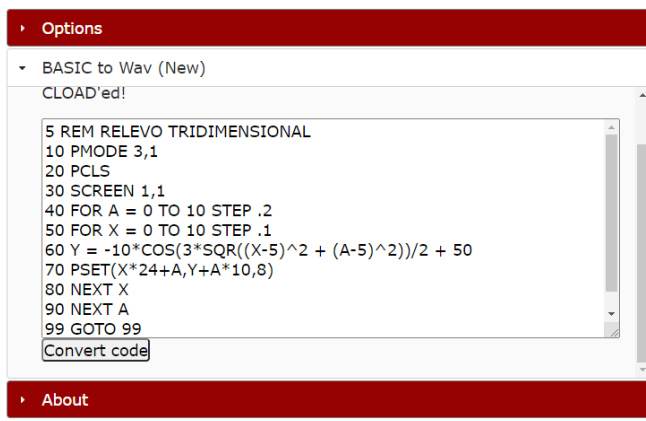 Options
BASIC to Wav (New)
CLOAD'ed!
5 REM RELEVO TRIDIMENSIONAL
10 PMODE 3,1
20 PCLS
30 SCREEN 1,1
40 FOR A = 0 TO 10 STEP .2
50 FOR X = 0 TO 10 STEP .1
60 Y = -10*COS(3*SQR((X-5)^2 + (A-5)^2))/2 + 50
70 PSET(X*24+A,Y+A*10,8)
80 NEXT X
90 NEXT A
99 GOTO 99
Convert code
About